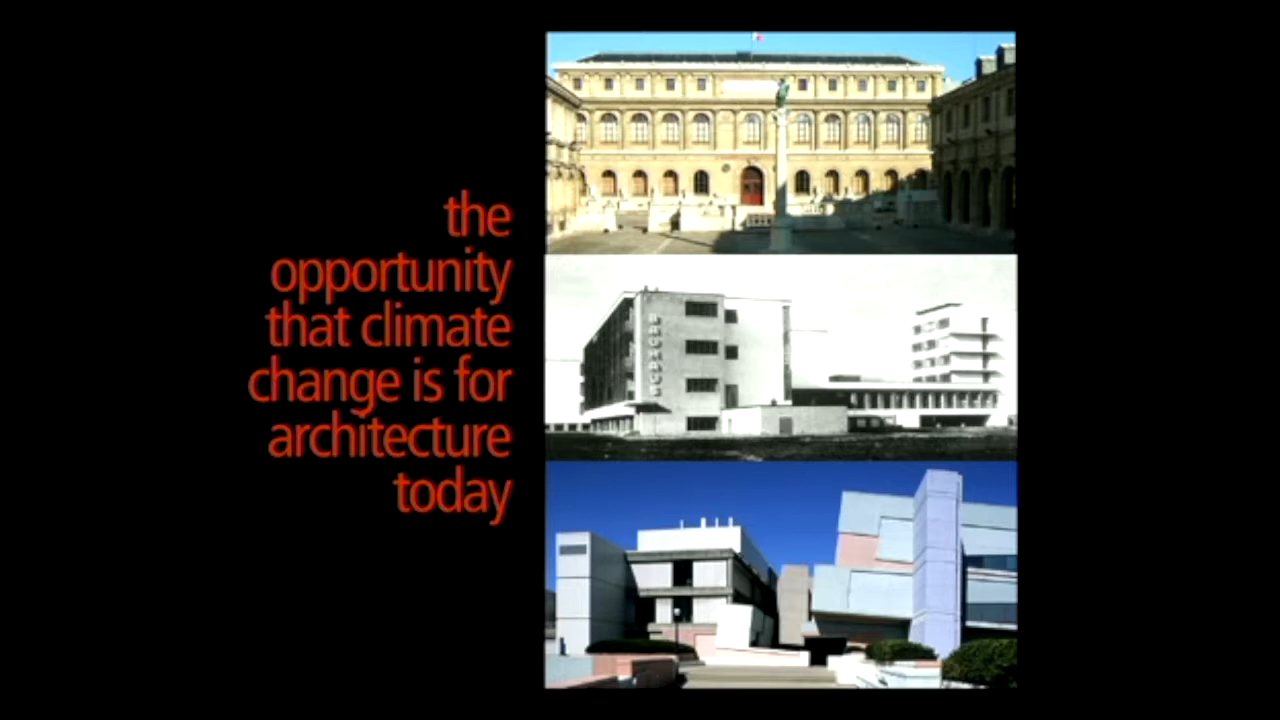 the
opportunity
that climate
change is for
architecture
today
BAUHAUS